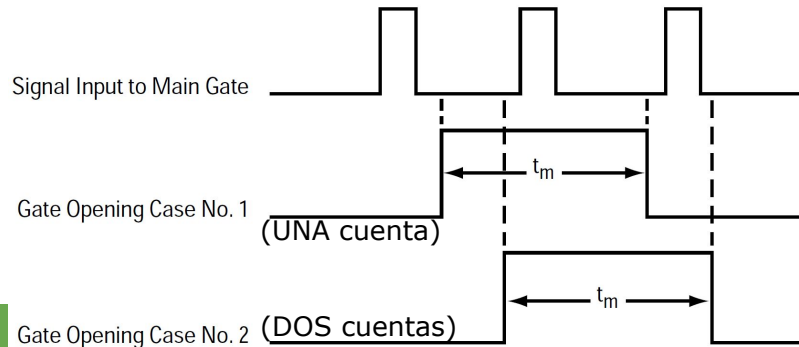 Signal Input to Main Gate
tm
Gate Opening Case No. 1
(UNA cuenta)
tm
Gate Opening Case No. 2 (DOS cuentas)